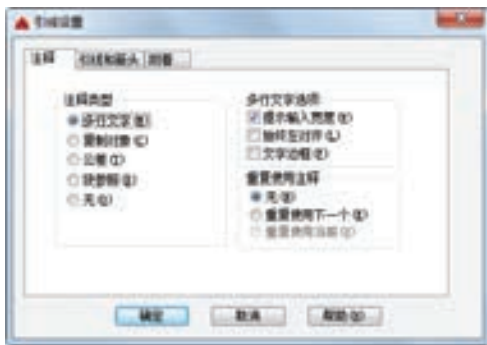 引线设置
注释 引线和箭头 附着
注释类型
多行文字(M)
复制对象(C)
公差(T)
块参照(B)
无(O)
多行文字选项:
提示输入宽度(W)
始终左对齐(L)
文字边框(F)
重复使用注释
无(N)
重复使用下一个(E)
重复使用当前(U)
确定 取消 帮助(H)